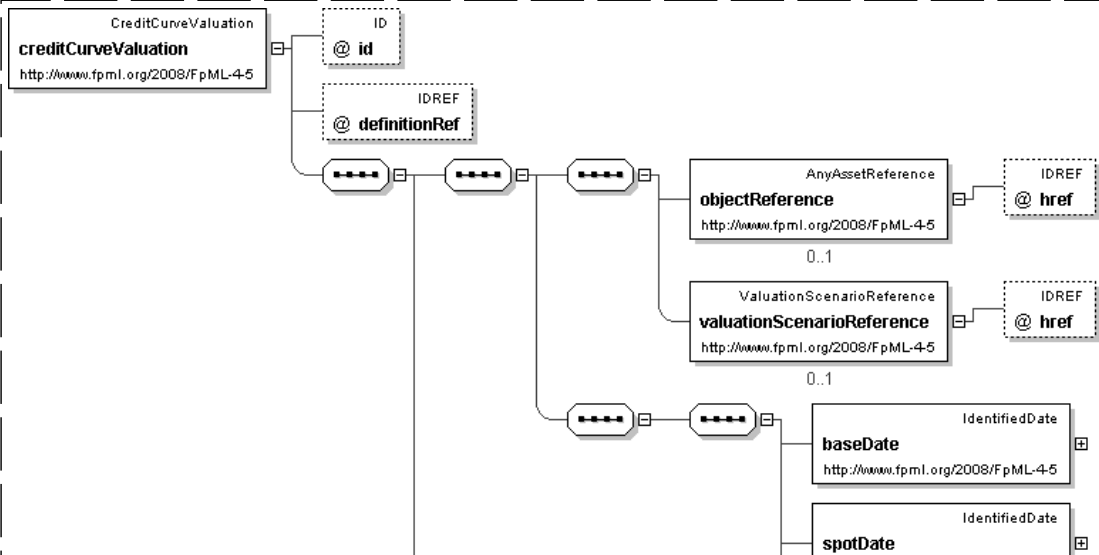 CreditCurveValuation
creditCurveValuation
http://www.fpml.org/2008/FpML-4-5
ID
@ id
IDREF
@ definitionRef
AnyAssetReference
objectReference
http://www.fpml.org/2008/FpML-4-5
0..1
IDREF
@ href
ValuationScenarioReference
valuationScenarioReference
http://www.fpml.org/2008/FpML-4-5
0..1
IDREF
@ href
IdentifiedDate
baseDate
http://www.fpml.org/2008/FpML-4-5
IdentifiedDate
spotDate